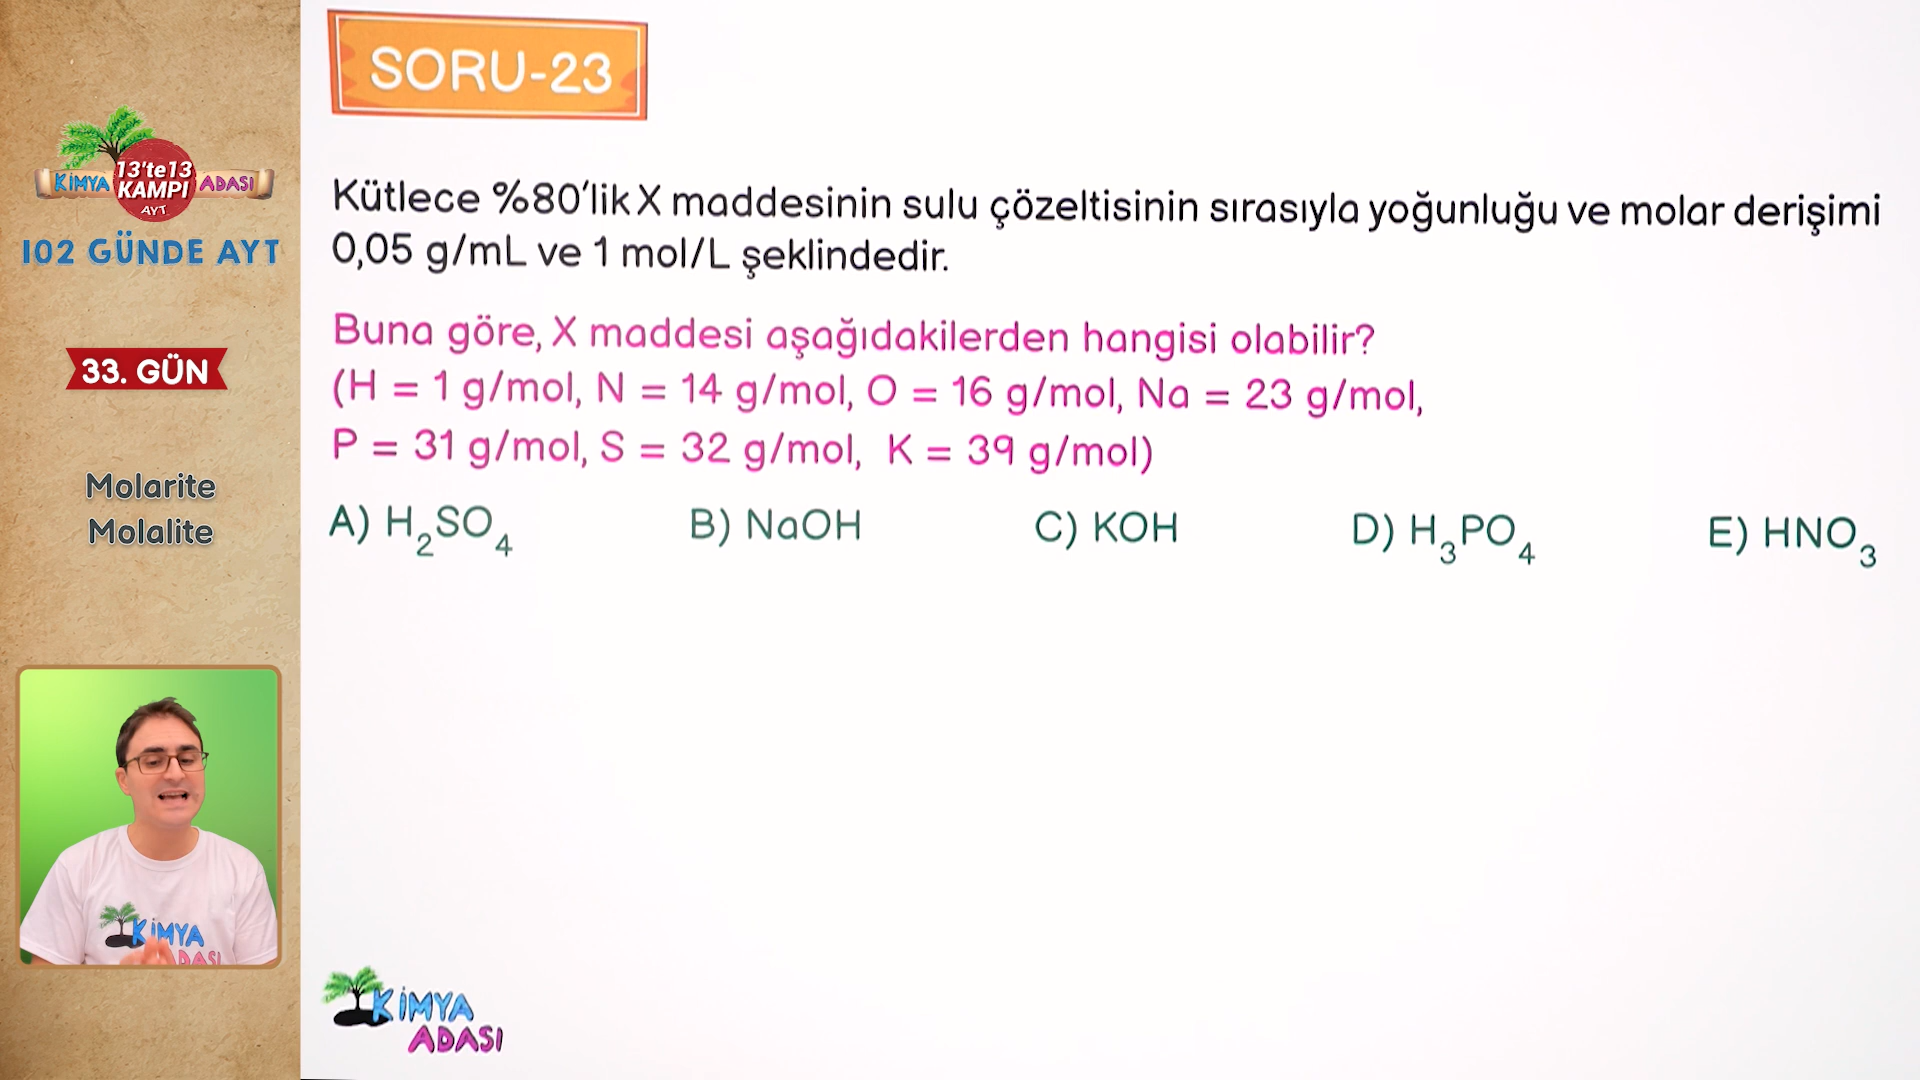 13'te13
KİMYA KAMPI ADASI
AYT
102 GÜNDE AYT
33. GÜN
Molarite
Molalite
SORU-23
Kütlece %80'lik X maddesinin sulu çözeltisinin sırasıyla yoğunluğu ve molar derişimi
0,05 g/mL ve 1 mol/L şeklindedir.
Buna göre, X maddesi aşağıdakilerden hangisi olabilir?
(H = 1 g/mol, N = 14 g/mol, O = 16 g/mol, Na = 23 g/mol,
P = 31 g/mol, S = 32 g/mol, K = 39 g/mol)
A) H₂SO₄ B) NaOH C) KOH D) H₃PO₄ E) HNO₃
KİMYA
ADASI
KİMYA
ADASI